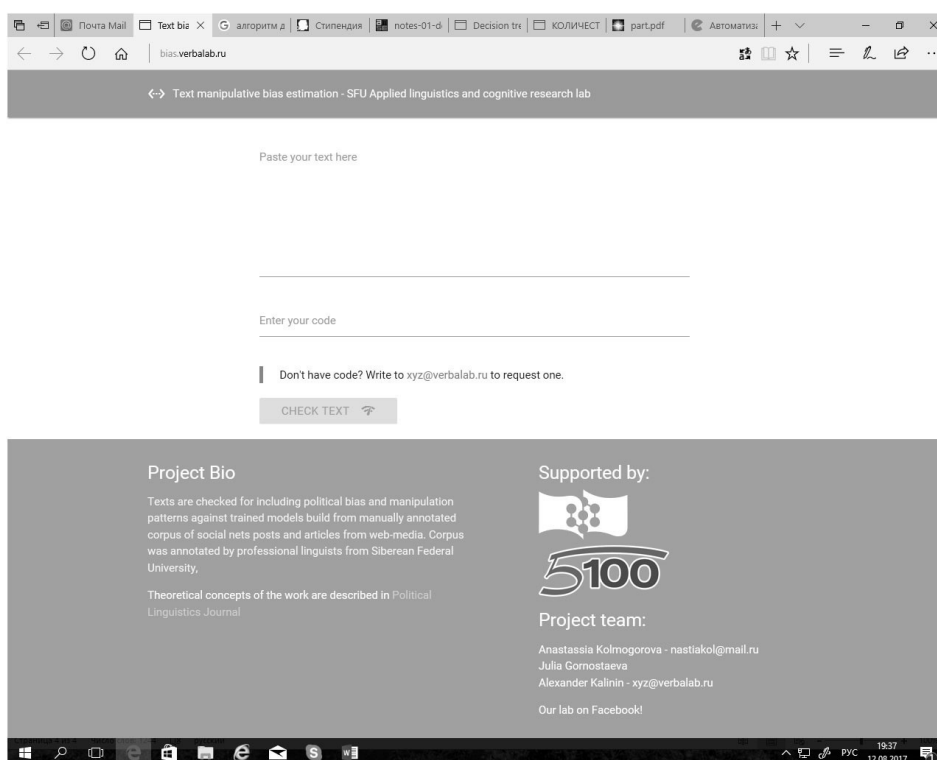 Почта Mail
Text bia
алгоритм д
Стипендия
notes-01-d
Decision tre
КОЛИЧЕСТ
part.pdf
Автоматиз
bias.verbalab.ru
Text manipulative bias estimation - SFU Applied linguistics and cognitive research lab
Paste your text here
Enter your code
Don't have code? Write to xyz@verbalab.ru to request one.
CHECK TEXT
Project Bio
Texts are checked for including political bias and manipulation
patterns against trained models build from manually annotated
corpus of social nets posts and articles from web-media. Corpus
was annotated by professional linguists from Siberean Federal
University,
Theoretical concepts of the work are described in Political
Linguistics Journal
Supported by:
5100
Project team:
Anastassia Kolmogorova - nastiakol@mail.ru
Julia Gornostaeva
Alexander Kalinin - xyz@verbalab.ru
Our lab on Facebook!
РУС
19:37
12.08.2017